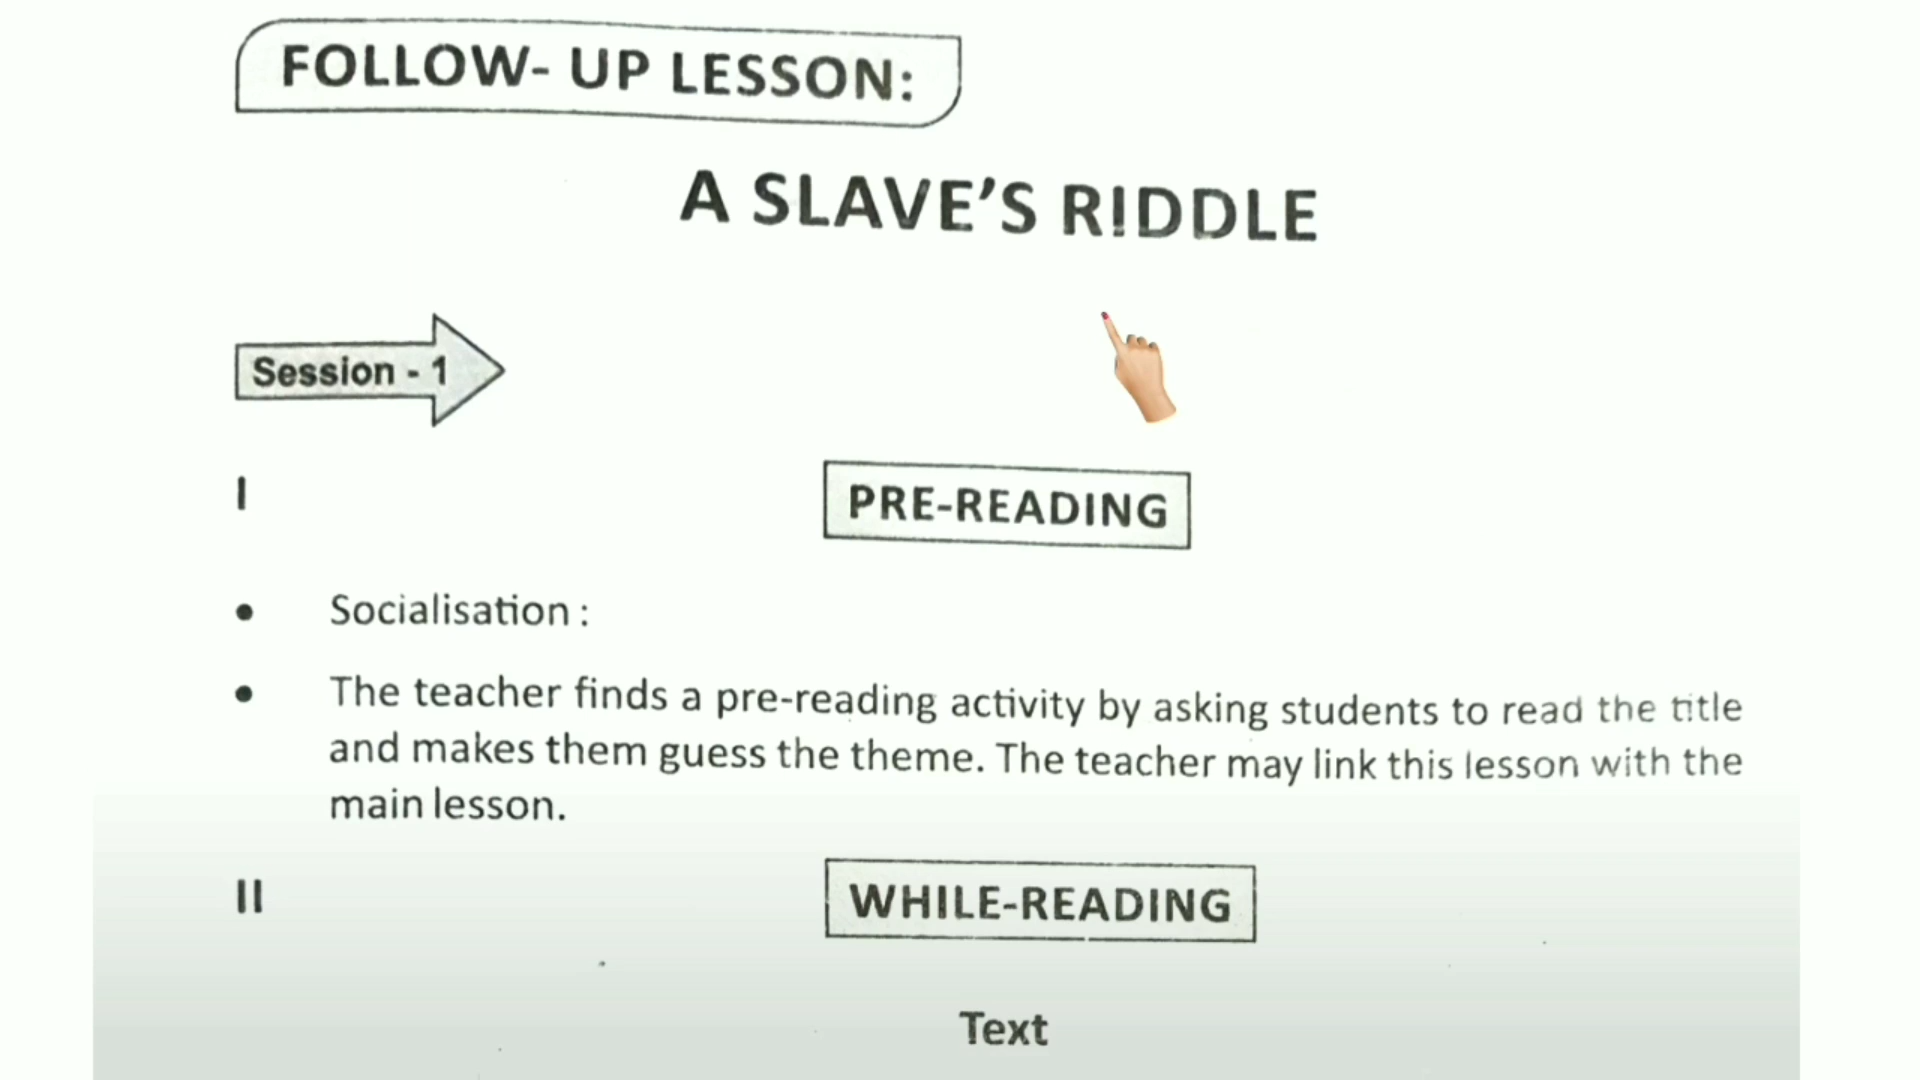 FOLLOW- UP LESSON:
A SLAVE'S RIDDLE
Session - 1
I
PRE-READING
• Socialisation :
• The teacher finds a pre-reading activity by asking students to read the title
and makes them guess the theme. The teacher may link this lesson with the
main lesson.
II
WHILE-READING
Text